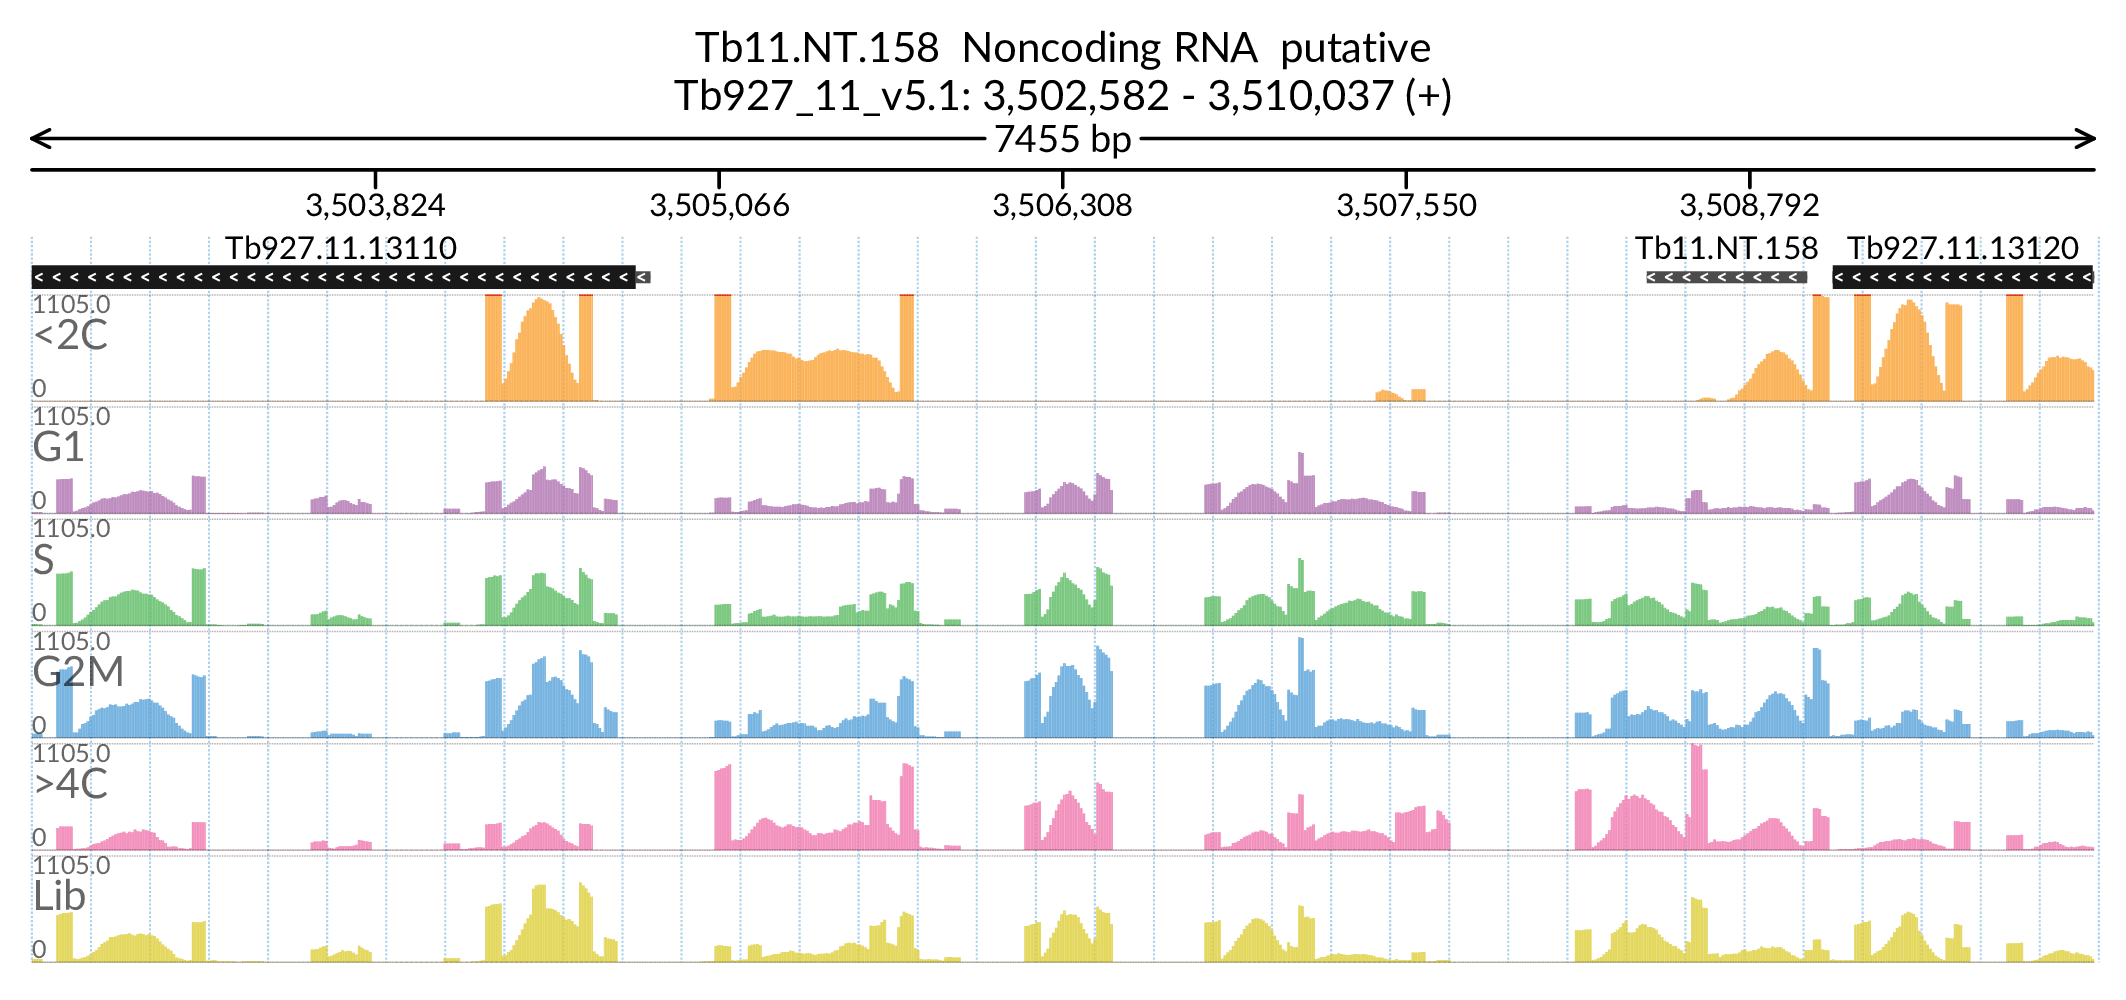 Tb11.NT.158  Noncoding RNA  putative
Tb927_11_v5.1: 3,502,582 - 3,510,037 (+)
7455 bp
3,503,824 3,505,066 3,506,308 3,507,550 3,508,792
Tb927.11.13110 Tb11.NT.158 Tb927.11.13120
1105.0
<2C
0
1105.0
G1
0
1105.0
S
0
1105.0
G2M
0
1105.0
>4C
0
1105.0
Lib
0